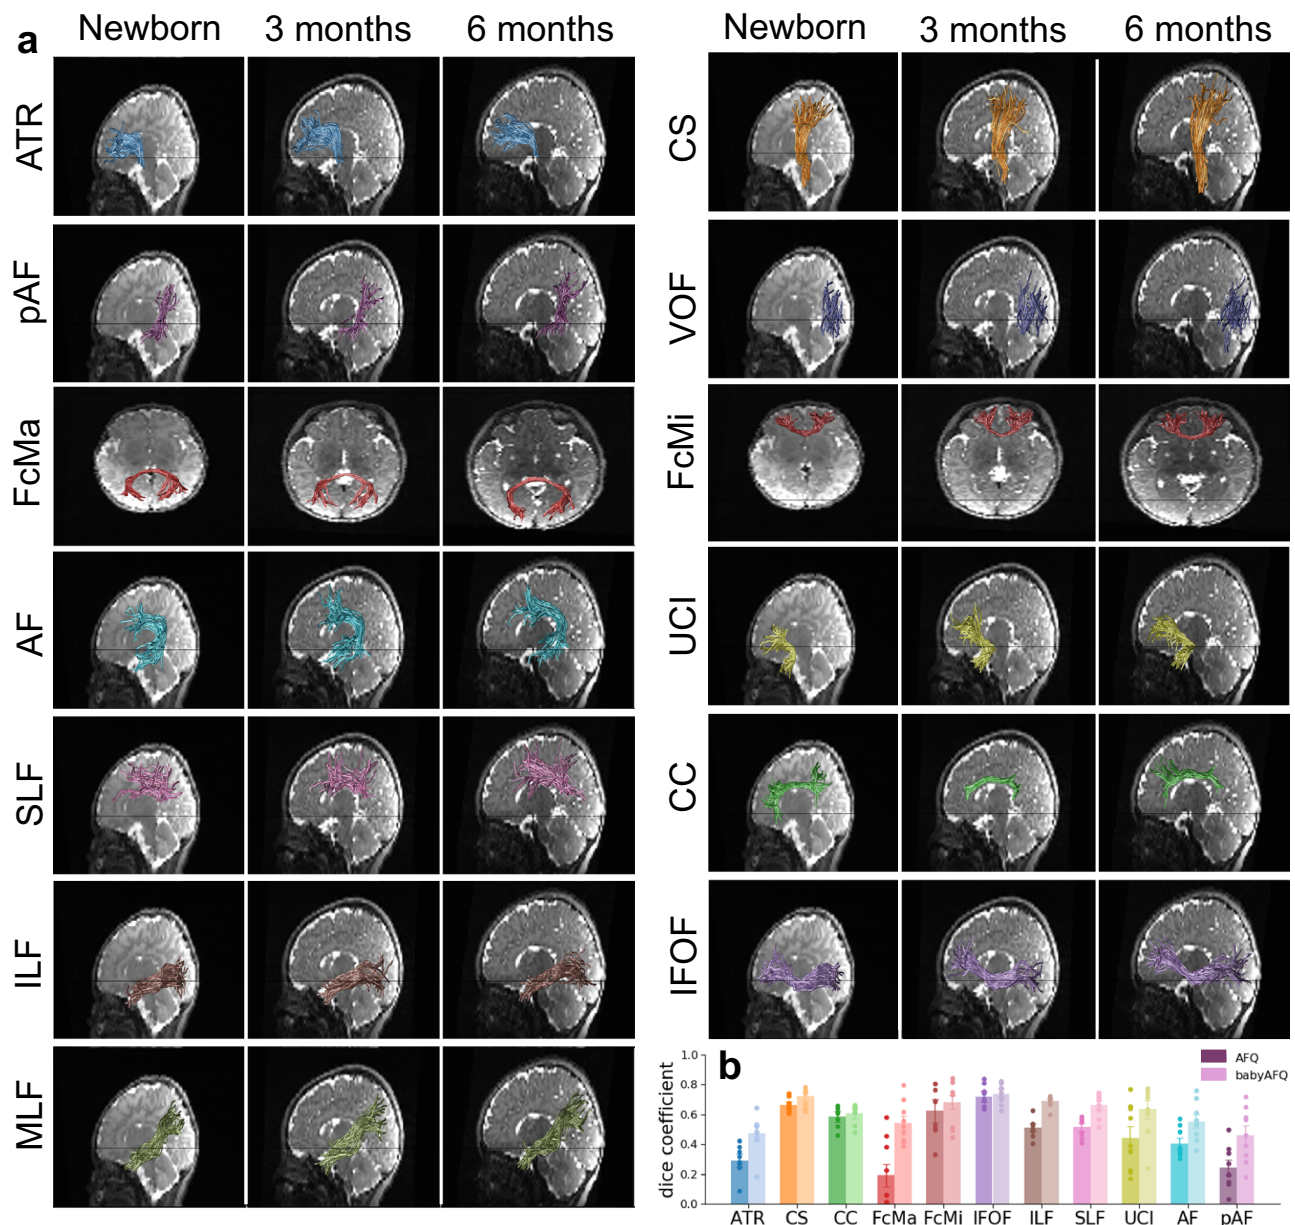 a
Newborn 3 months 6 months
Newborn 3 months 6 months
ATR
pAF
FcMa
AF
SLF
ILF
MLF
CS
VOF
FcMi
UCI
CC
IFOF
b
AFQ
babyAFQ
dice coefficient
1.0
0.8
0.6
0.4
0.2
0.0
ATR CS CC FcMa FcMi IFOF ILF SLF UCI AF pAF